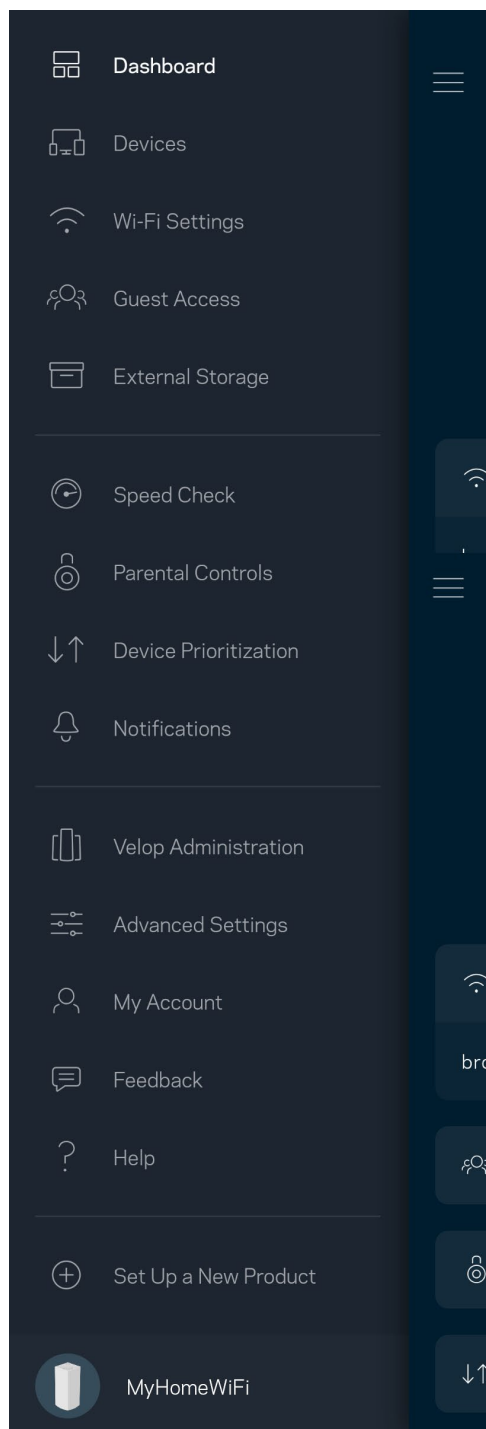 Dashboard
Devices
Wi-Fi Settings
Guest Access
External Storage
Speed Check
Parental Controls
Device Prioritization
Notifications
Velop Administration
Advanced Settings
My Account
Feedback
Help
Set Up a New Product
MyHomeWiFi